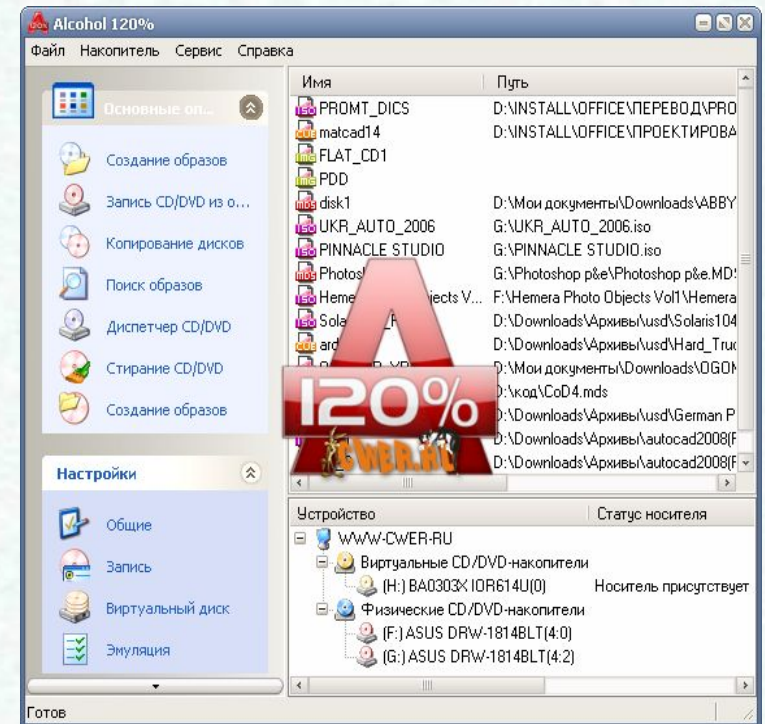 Alcohol 120%
Файл Накопитель Сервис Справка
Основные оп...
Создание образов
Запись CD/DVD из о...
Копирование дисков
Поиск образов
Диспетчер CD/DVD
Стирание CD/DVD
Создание образов
Настройки
Общие
Запись
Виртуальный диск
Эмуляция
Имя Путь
PROMT_DICS D:\INSTALL\OFFICE\ПЕРЕВОД\PRO
matcad14 D:\INSTALL\OFFICE\ПРОЕКТИРОВА
FLAT_CD1
PDD
disk1 D:\Мои документы\Downloads\ABBY
UKR_AUTO_2006 G:\UKR_AUTO_2006.iso
PINNACLE STUDIO G:\PINNACLE STUDIO.iso
Photos G:\Photoshop p&e\Photoshop p&e.MD
Heme jects V... F:\Hemera Photo Objects Vol1\Hemera
Sola D:\Downloads\Архивы\usd\Solaris104
ard D:\Downloads\Архивы\usd\Hard_Truc
D:\Мои документы\Downloads\OGO
D:\код\CoD4.mds
D:\Downloads\Архивы\usd\German P
D:\Downloads\Архивы\autocad2008(F
D:\Downloads\Архивы\autocad2008(F
120%
CWER.RU
Устройство Статус носителя
WWW-CWER-RU
Виртуальные CD/DVD-накопители
(H:) BA0303X IOR614U(0) Носитель присутствует
Физические CD/DVD-накопители
(F:) ASUS DRW-1814BLT(4:0)
(G:) ASUS DRW-1814BLT(4:2)
Готов